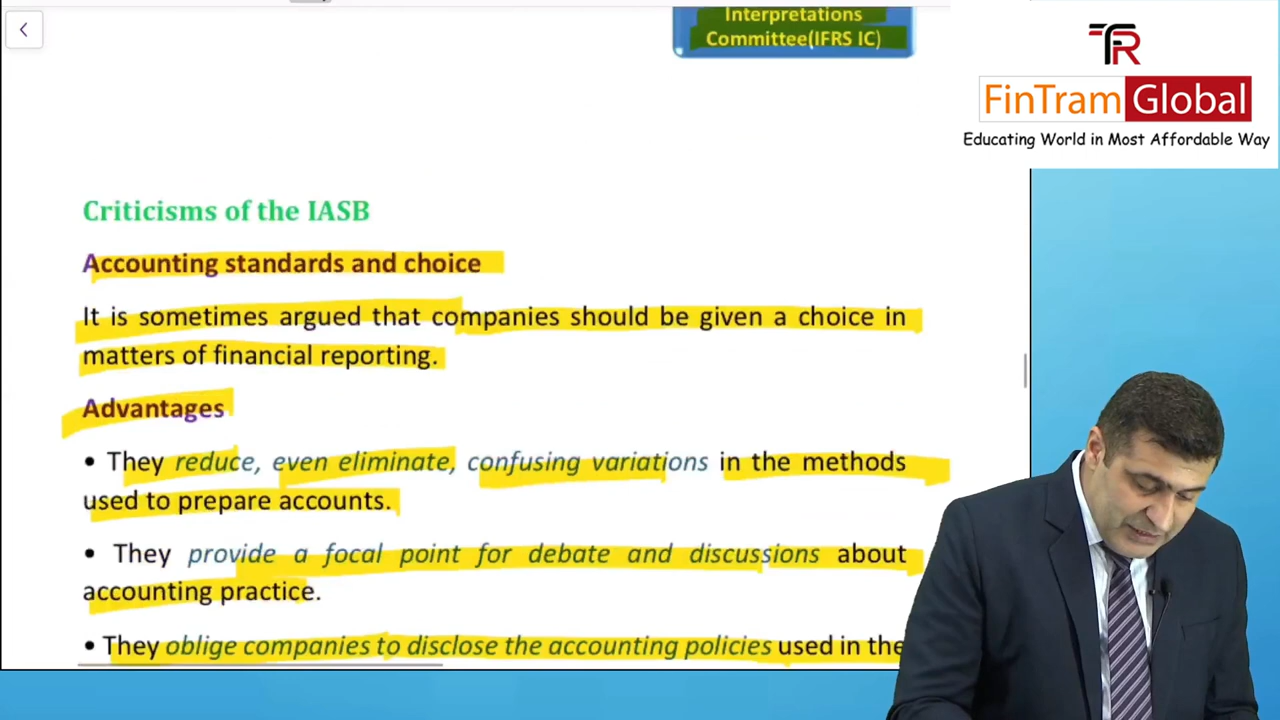 Interpretations
Committee(IFRS IC)
TR
FinTram Global
Educating World in Most Affordable Way
Criticisms of the IASB
Accounting standards and choice
It is sometimes argued that companies should be given a choice in
matters of financial reporting.
Advantages
• They reduce, even eliminate, confusing variations in the methods
used to prepare accounts.
• They provide a focal point for debate and discussions about
accounting practice.
• They oblige companies to disclose the accounting policies used in the